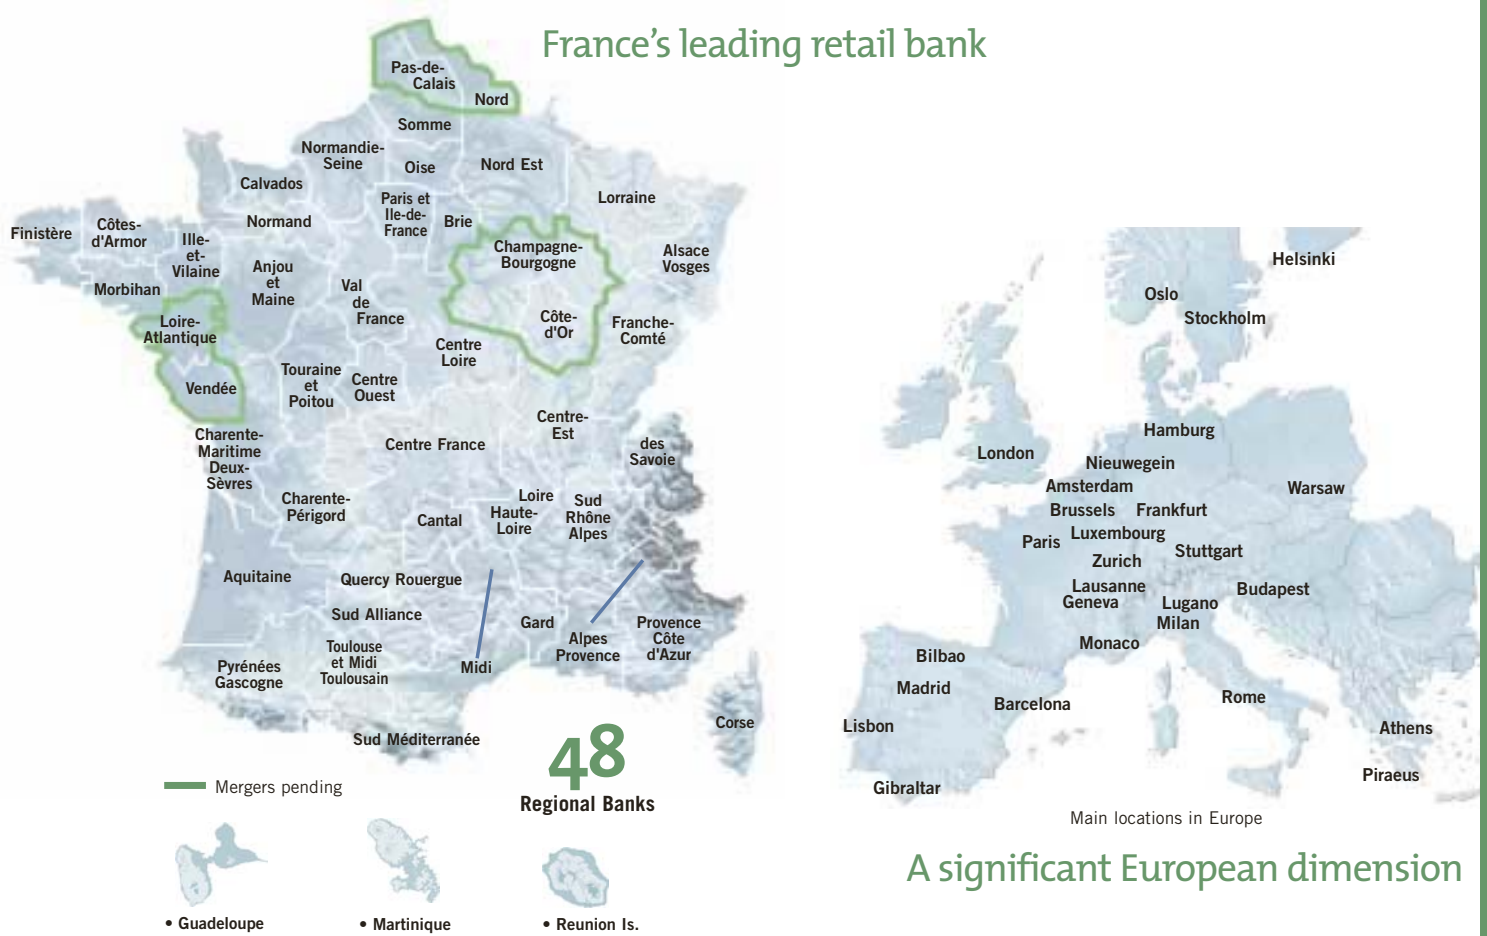 France's leading retail bank
Pas-de-
Calais
Nord
Somme
Normandie-
Seine
Oise
Nord Est
Calvados
Lorraine
Paris et
Ile-de-
France
Brie
Normand
Finistère
Côtes-
d'Armor
Ille-
et-
Vilaine
Champagne-
Bourgogne
Alsace
Vosges
Anjou
et
Maine
Morbihan
Val
de
France
Loire-
Atlantique
Côte-
d'Or
Franche-
Comté
Centre
Loire
Touraine
et
Poitou
Centre
Ouest
Vendée
Centre-
Est
Charente-
Maritime
Deux-
Sèvres
Centre France
des
Savoie
Charente-
Périgord
Cantal
Loire
Haute-
Loire
Sud
Rhône
Alpes
Aquitaine
Quercy Rouergue
Sud Alliance
Gard
Alpes
Provence
Provence
Côte
d'Azur
Toulouse
et Midi
Toulousain
Pyrénées
Gascogne
Midi
Corse
Sud Méditerranée
48
Regional Banks
Mergers pending
• Guadeloupe
• Martinique
• Reunion Is.
Helsinki
Oslo
Stockholm
Hamburg
London
Nieuwegein
Amsterdam
Warsaw
Brussels
Frankfurt
Luxembourg
Paris
Stuttgart
Zurich
Lausanne
Budapest
Geneva
Lugano
Milan
Monaco
Bilbao
Madrid
Barcelona
Rome
Lisbon
Athens
Piraeus
Gibraltar
Main locations in Europe
A significant European dimension